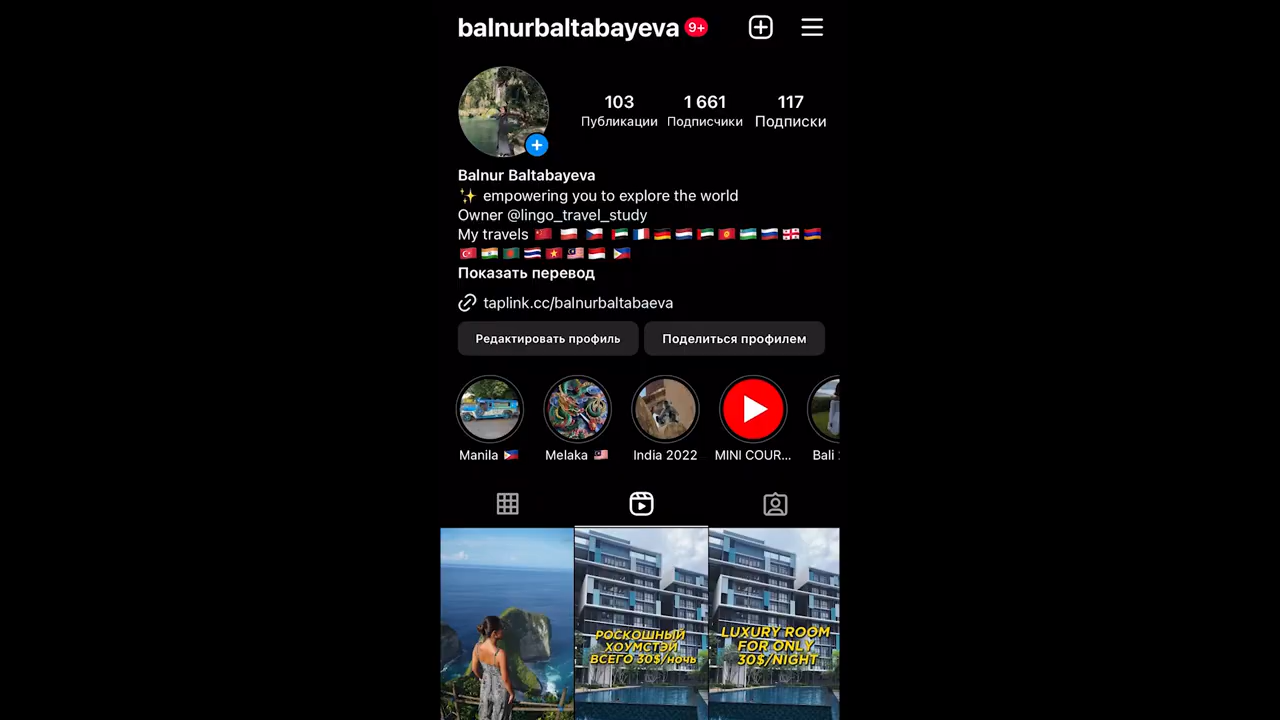 balnurbaltabayeva 9+
103 1 661 117
Публикации Подписчики Подписки
Balnur Baltabayeva
✨ empowering you to explore the world
Owner @lingo_travel_study
My travels 🇨🇳 🇵🇱 🇨🇿 🇦🇪 🇫🇷 🇩🇪 🇳🇱 🇦🇪 🇰🇬 🇺🇿 🇷🇺 🇬🇪 🇦🇲
🇹🇷 🇮🇳 🇧🇩 🇹🇭 🇻🇳 🇲🇾 🇮🇩 🇵🇭
Показать перевод
taplink.cc/balnurbaltabaeva
Редактировать профиль Поделиться профилем
Manila 🇵🇭 Melaka 🇲🇾 India 2022 MINI COUR... Bali
РОСКОШНЫЙ
ХОУМСТЭЙ
ВСЕГО 30$/ночь
LUXURY ROOM
FOR ONLY
30$/NIGHT